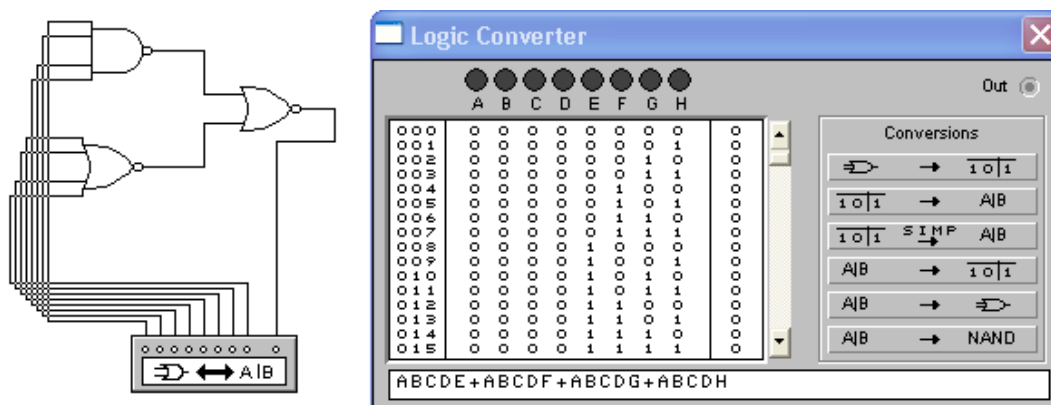 A|B
Logic Converter
Out
A B C D E F G H
000 0 0 0 0 0 0 0 0 0
001 0 0 0 0 0 0 0 1 0
002 0 0 0 0 0 0 1 0 0
003 0 0 0 0 0 0 1 1 0
004 0 0 0 0 0 1 0 0 0
005 0 0 0 0 0 1 0 1 0
006 0 0 0 0 0 1 1 0 0
007 0 0 0 0 0 1 1 1 0
008 0 0 0 0 1 0 0 0 0
009 0 0 0 0 1 0 0 1 0
010 0 0 0 0 1 0 1 0 0
011 0 0 0 0 1 0 1 1 0
012 0 0 0 0 1 1 0 0 0
013 0 0 0 0 1 1 0 1 0
014 0 0 0 0 1 1 1 0 0
015 0 0 0 0 1 1 1 1 0
Conversions
→ 1 0|1
1 0|1 → A|B
1 0|1 SIMP → A|B
A|B → 1 0|1
A|B →
A|B → NAND
ABCDE+ABCDF+ABCDG+ABCDH